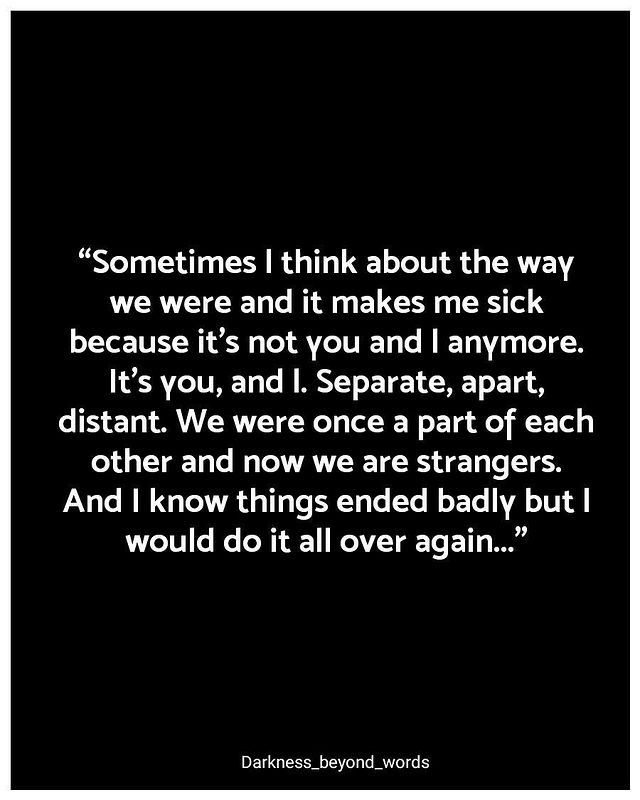 “Sometimes I think about the way
we were and it makes me sick
because it’s not you and I anymore.
It’s you, and I. Separate, apart,
distant. We were once a part of each
other and now we are strangers.
And I know things ended badly but I
would do it all over again...”
Darkness_beyond_words